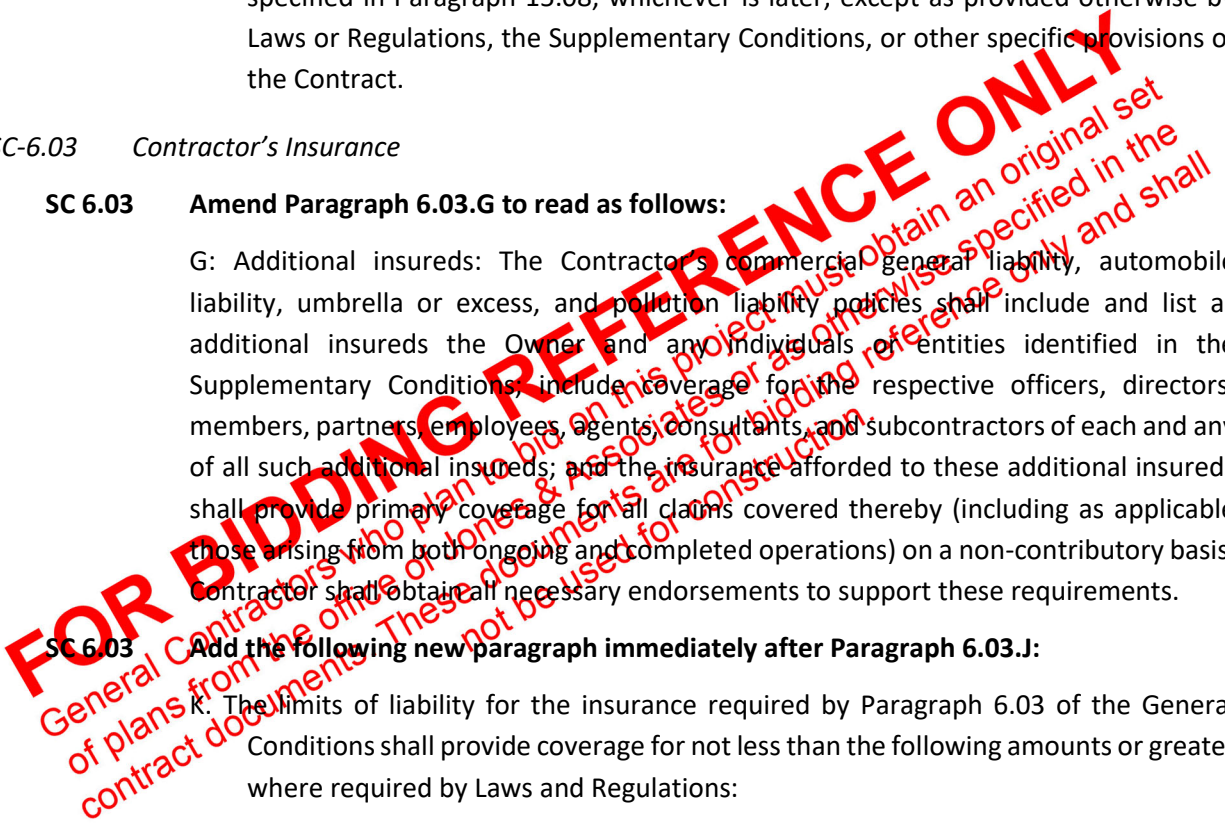 specified in Paragraph 15.08, whichever is later, except as provided otherwise b
Laws or Regulations, the Supplementary Conditions, or other specific provisions o
the Contract.
C-6.03 Contractor's Insurance
SC 6.03 Amend Paragraph 6.03.G to read as follows:
G: Additional insureds: The Contractor's commercial general liability, automobile
liability, umbrella or excess, and pollution liability policies shall include and list a
additional insureds the Owner and any individuals or entities identified in the
Supplementary Conditions; include coverage for the respective officers, directors
members, partners, employees, agents, consultants, and subcontractors of each and any
of all such additional insureds; and the insurance afforded to these additional insured
shall provide primary coverage for all claims covered thereby (including as applicable
those arising from both ongoing and completed operations) on a non-contributory basis
Contractor shall obtain all necessary endorsements to support these requirements.
SC 6.03 Add the following new paragraph immediately after Paragraph 6.03.J:
K. The limits of liability for the insurance required by Paragraph 6.03 of the Genera
Conditions shall provide coverage for not less than the following amounts or greate
where required by Laws and Regulations:
FOR BIDDING REFERENCE ONLY
General Contractors who plan to bid on this project must obtain an original set
of plans from the office of Jones & Associates or as otherwise specified in the
contract documents. These documents are for bidding reference only and shall
not be used for construction.